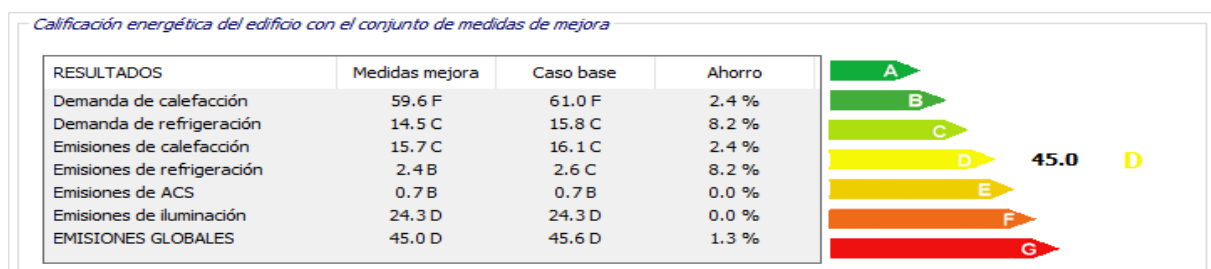 Calificación energética del edificio con el conjunto de medidas de mejora
RESULTADOS Medidas mejora Caso base Ahorro
Demanda de calefacción 59.6 F 61.0 F 2.4 %
Demanda de refrigeración 14.5 C 15.8 C 8.2 %
Emisiones de calefacción 15.7 C 16.1 C 2.4 %
Emisiones de refrigeración 2.4 B 2.6 C 8.2 %
Emisiones de ACS 0.7 B 0.7 B 0.0 %
Emisiones de iluminación 24.3 D 24.3 D 0.0 %
EMISIONES GLOBALES 45.0 D 45.6 D 1.3 %
A
B
C
D 45.0 D
E
F
G